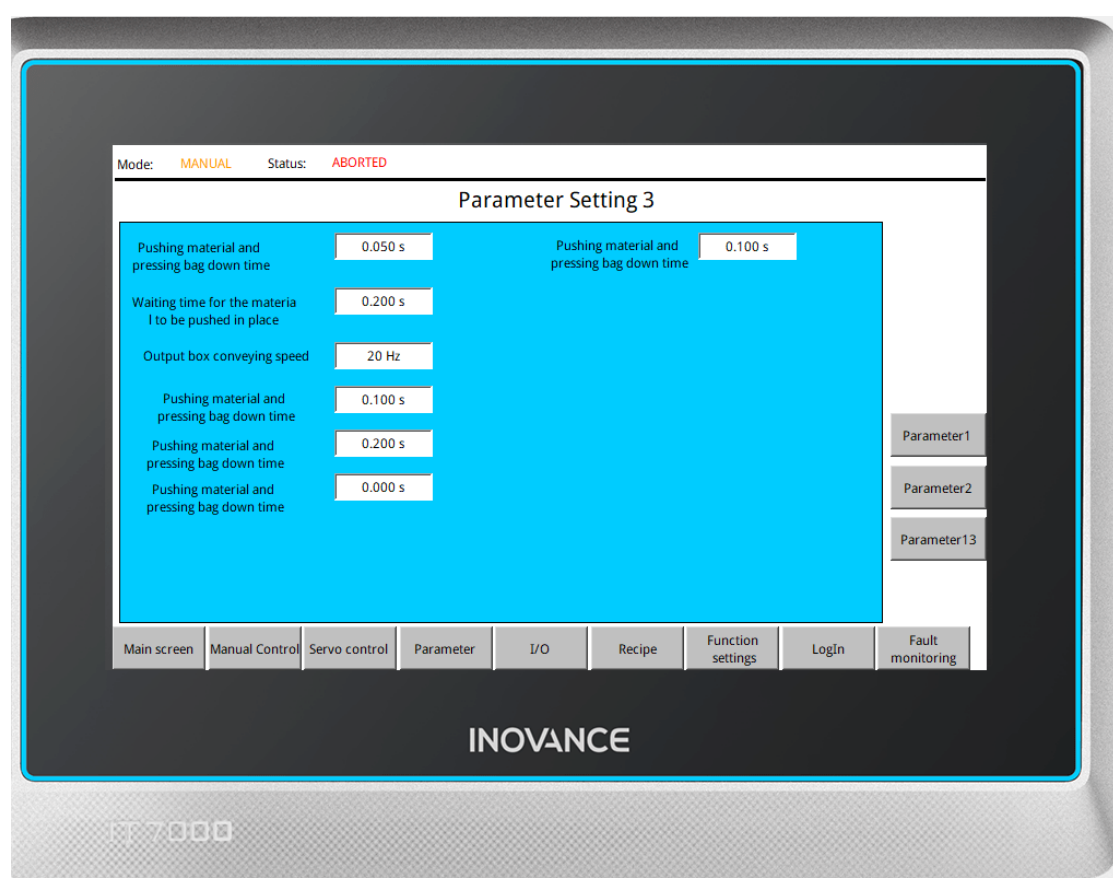 Mode: MANUAL Status: ABORTED
Parameter Setting 3
Pushing material and
pressing bag down time
0.050 s
Pushing material and
pressing bag down time
0.100 s
Waiting time for the materia
l to be pushed in place
0.200 s
Output box conveying speed
20 Hz
Pushing material and
pressing bag down time
0.100 s
Pushing material and
pressing bag down time
0.200 s
Pushing material and
pressing bag down time
0.000 s
Parameter1
Parameter2
Parameter13
Main screen
Manual Control
Servo control
Parameter
I/O
Recipe
Function
settings
LogIn
Fault
monitoring
INOVANCE
IT 7000